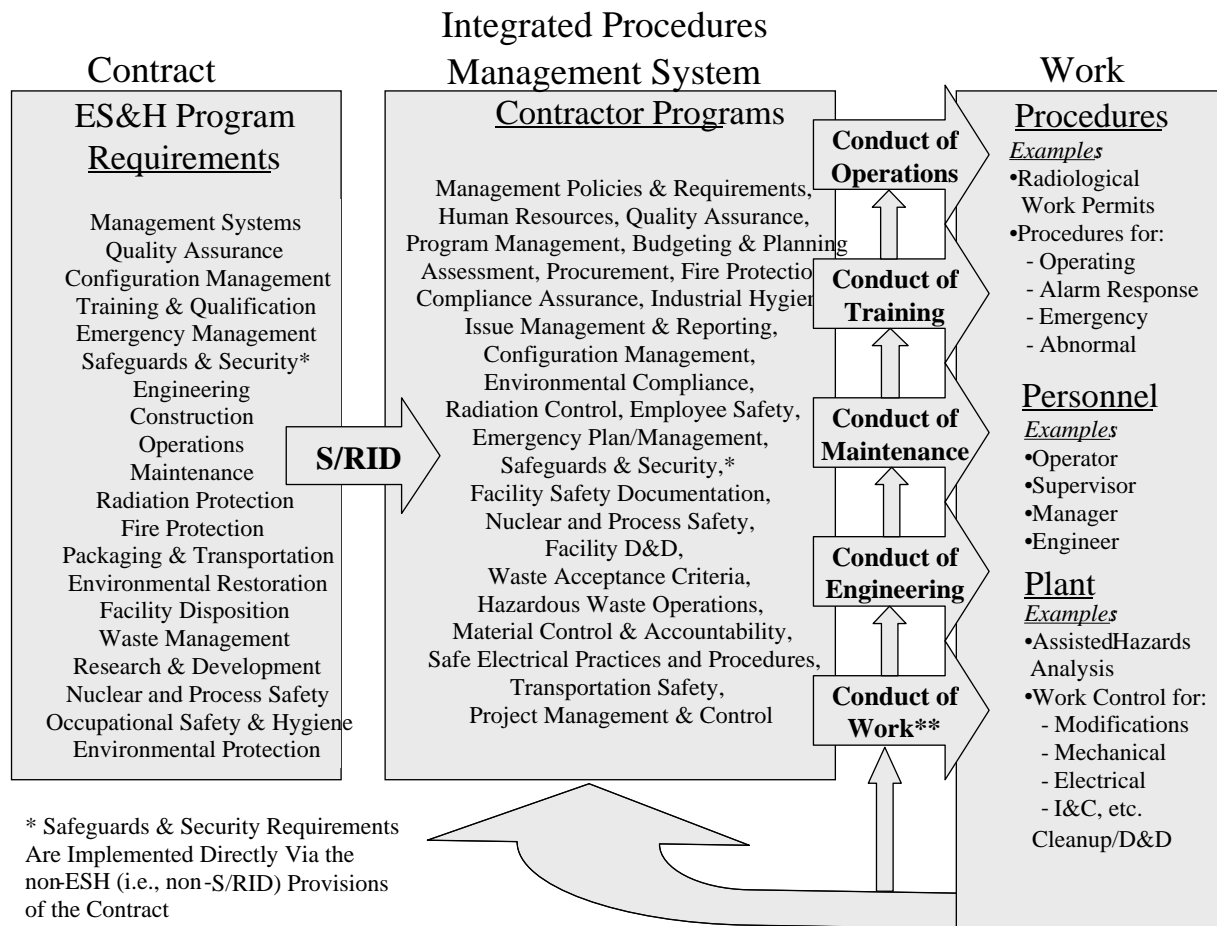 Contract
ES&H Program
Requirements
Management Systems
Quality Assurance
Configuration Management
Training & Qualification
Emergency Management
Safeguards & Security*
Engineering
Construction
Operations
Maintenance
Radiation Protection
Fire Protection
Packaging & Transportation
Environmental Restoration
Facility Disposition
Waste Management
Research & Development
Nuclear and Process Safety
Occupational Safety & Hygiene
Environmental Protection
* Safeguards & Security Requirements
Are Implemented Directly Via the
non-ESH (i.e., non-S/RID) Provisions
of the Contract
S/RID
Integrated Procedures
Management System
Contractor Programs
Management Policies & Requirements,
Human Resources, Quality Assurance,
Program Management, Budgeting & Planning
Assessment, Procurement, Fire Protectio
Compliance Assurance, Industrial Hygien
Issue Management & Reporting,
Configuration Management,
Environmental Compliance,
Radiation Control, Employee Safety,
Emergency Plan/Management,
Safeguards & Security,*
Facility Safety Documentation,
Nuclear and Process Safety,
Facility D&D,
Waste Acceptance Criteria,
Hazardous Waste Operations,
Material Control & Accountability,
Safe Electrical Practices and Procedures,
Transportation Safety,
Project Management & Control
Conduct of
Operations
Conduct of
Training
Conduct of
Maintenance
Conduct of
Engineering
Conduct of
Work**
Work
Procedures
Examples
•Radiological
Work Permits
•Procedures for:
- Operating
- Alarm Response
- Emergency
- Abnormal
Personnel
Examples
•Operator
•Supervisor
•Manager
•Engineer
Plant
Examples
•AssistedHazards
Analysis
•Work Control for:
- Modifications
- Mechanical
- Electrical
- I&C, etc.
Cleanup/D&D